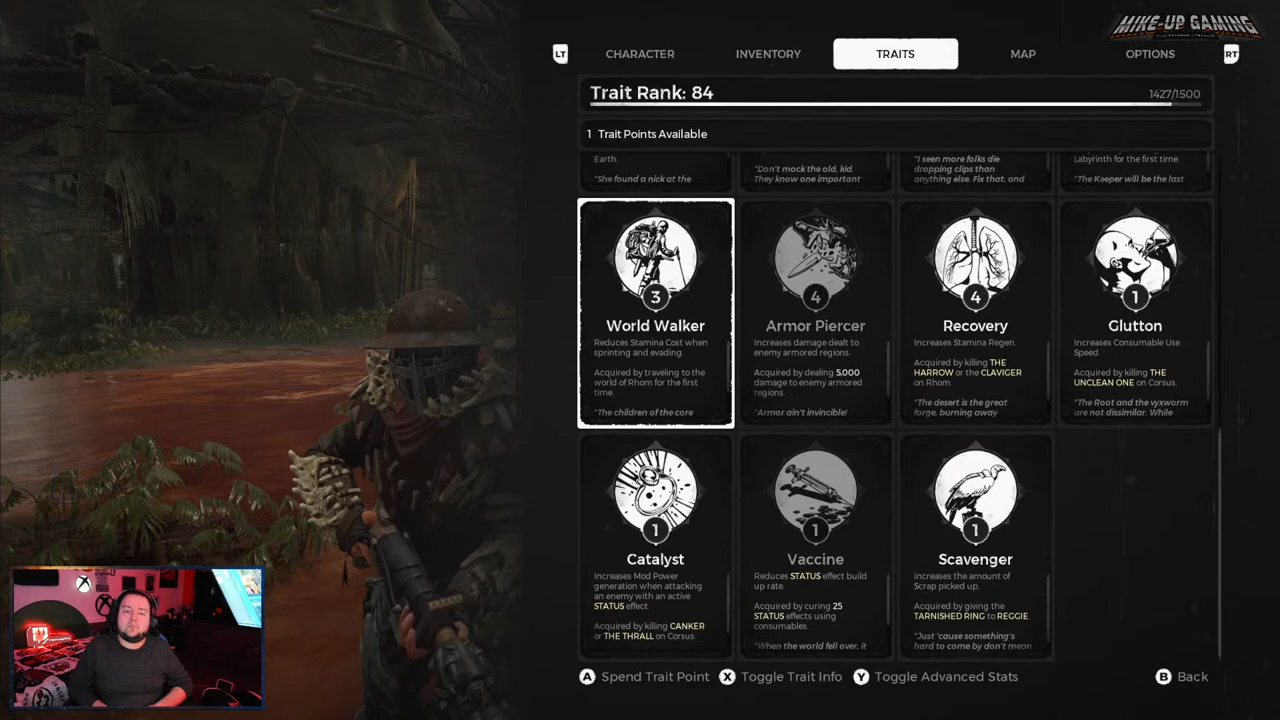 MIKE-UP GAMING
LT CHARACTER INVENTORY TRAITS MAP OPTIONS RT
Trait Rank: 84 1427/1500
1 Trait Points Available
Earth.
"She found a nick at the
"Don't mock the old, kid.
They know one important
"I seen more folks die
dropping clips than
anything else. Fix that, and
Labyrinth for the first time.
"The Keeper will be the last
3
World Walker
Reduces Stamina Cost when
sprinting and evading.
Acquired by traveling to the
world of Rhom for the first
time.
"The children of the core
4
Armor Piercer
Increases damage dealt to
enemy armored regions.
Acquired by dealing 5,000
damage to enemy armored
regions.
"Armor ain't invincible!
4
Recovery
Increases Stamina Regen.
Acquired by killing THE
HARROW or the CLAVIGER
on Rhom.
"The desert is the great
forge, burning away
1
Glutton
Increases Consumable Use
Speed.
Acquired by killing THE
UNCLEAN ONE on Corsus.
"The Root and the vyxworm
are not dissimilar. While
1
Catalyst
Increases Mod Power
generation when attacking
an enemy with an active
STATUS effect.
Acquired by killing CANKER
or THE THRALL on Corsus.
1
Vaccine
Reduces STATUS effect build
up rate.
Acquired by curing 25
STATUS effects using
consumables.
"When the world fell over, it
1
Scavenger
Increases the amount of
Scrap picked up.
Acquired by giving the
TARNISHED RING to REGGIE.
"Just 'cause something's
hard to come by don't mean
A Spend Trait Point X Toggle Trait Info Y Toggle Advanced Stats B Back